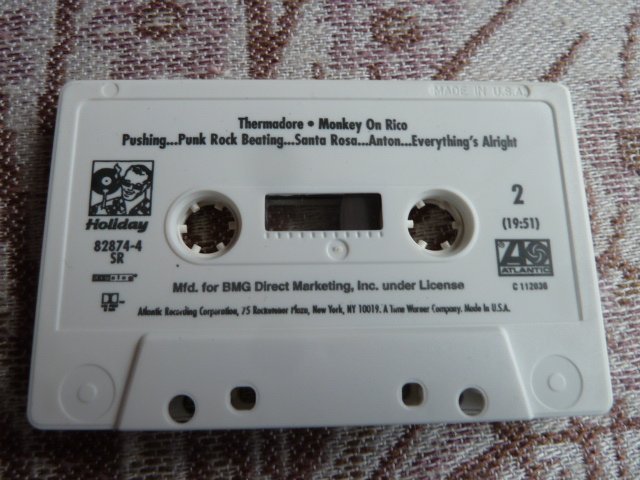 MADE IN U.S.A.
Thermadore • Monkey On Rico
Pushing...Punk Rock Beating...Santa Rosa...Anton...Everything's Alright
Holiday
82874-4
SR
2
(19:51)
ATLANTIC
C 112036
Mfd. for BMG Direct Marketing, Inc. under License
Atlantic Recording Corporation, 75 Rockefeller Plaza, New York, NY 10019. A Time Warner Company. Made in U.S.A.